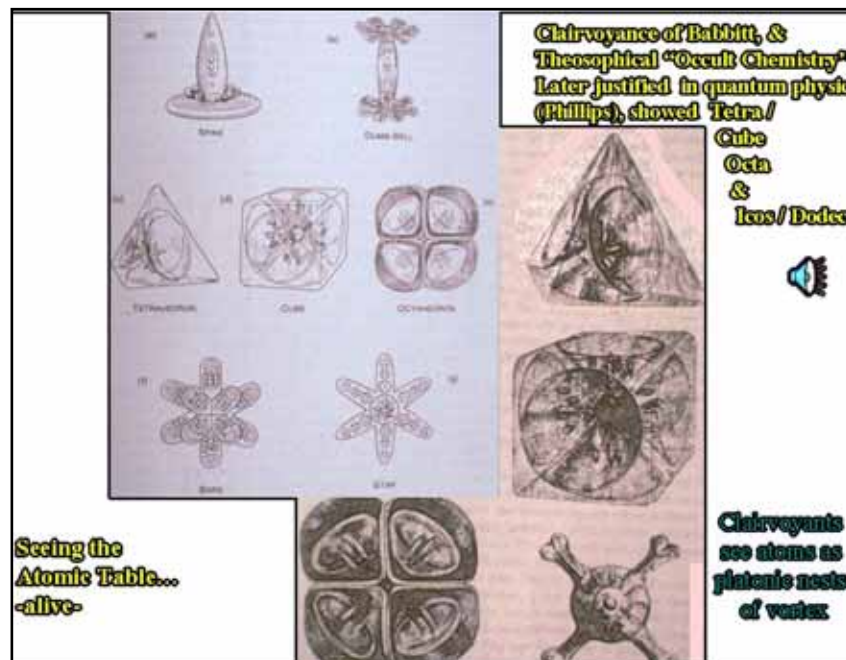 (a)
SPIKE
DUMB BELL
(d)
TETRAHEDRON
CUBE
OCTAHEDRON
(f)
(g)
BARS
STAR
Clairvoyance of Babbitt, &
Theosophical "Occult Chemistry"
Later justified in quantum physic
(Phillips), showed Tetra /
Cube
Octa
&
Icos / Dodec
Seeing the
Atomic Table...
-alive-
Clairvoyants
see atoms as
platonic nests
of vortex